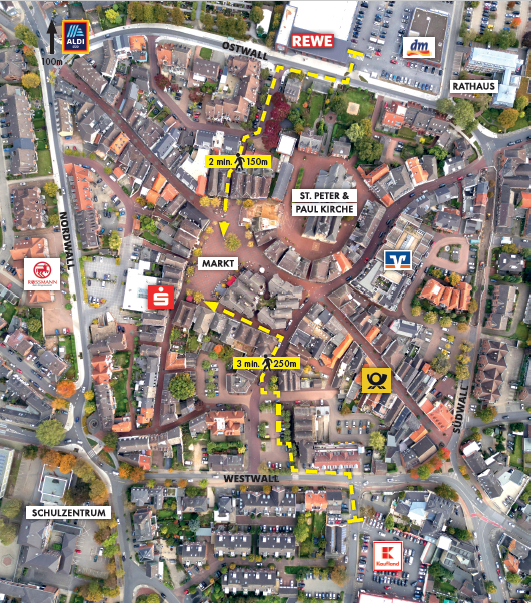 ALDI
SÜD
100m
OSTWALL
REWE
dm
RATHAUS
2 min. 150m
ST. PETER &
PAUL KIRCHE
NORDWALL
MARKT
ROSSMANN
S
3 min. 250m
SÜDWALL
WESTWALL
SCHULZENTRUM
K
Kaufland